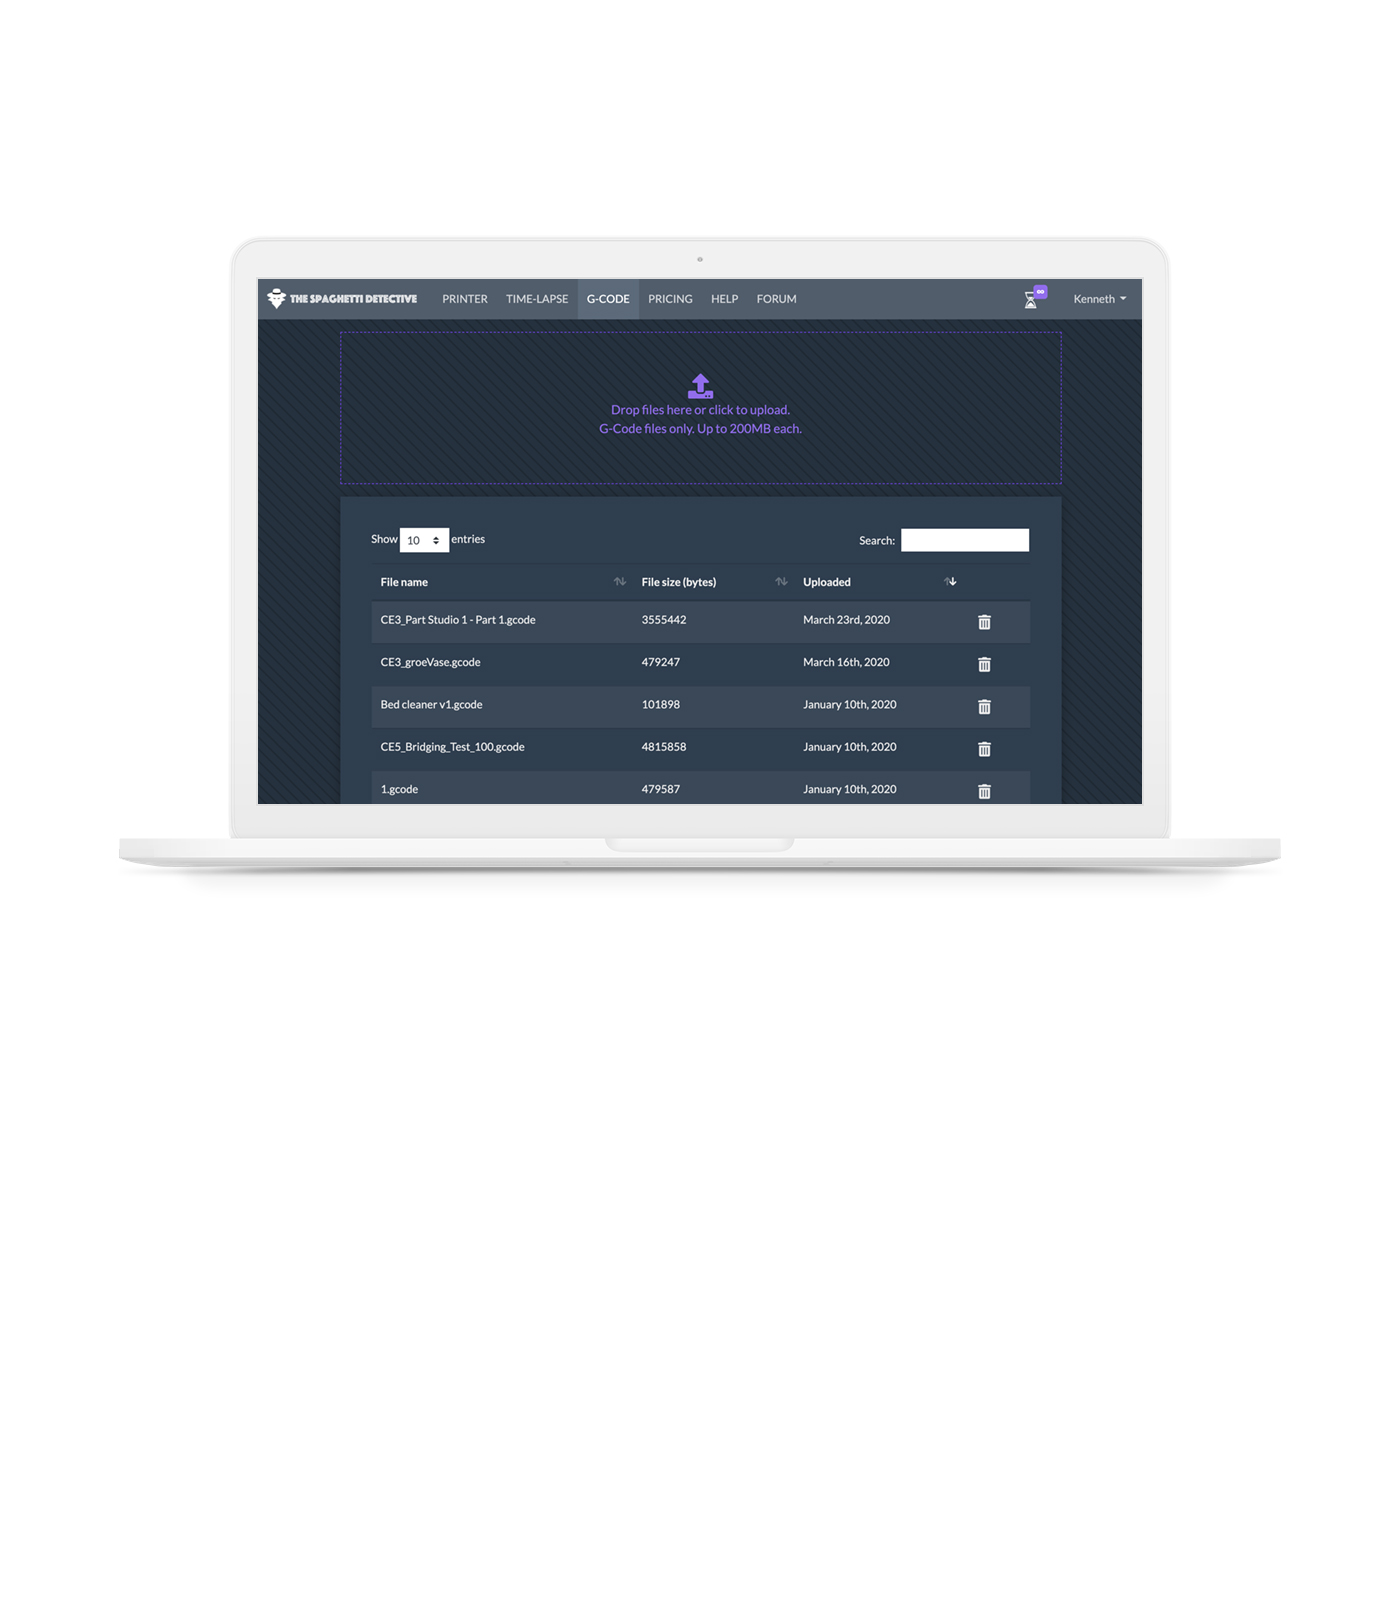 THE SPAGHETTI DETECTIVE PRINTER TIME-LAPSE G-CODE PRICING HELP FORUM ∞ Kenneth
Drop files here or click to upload.
G-Code files only. Up to 200MB each.
Show 10 entries Search:
File name File size (bytes) Uploaded
CE3_Part Studio 1 - Part 1.gcode 3555442 March 23rd, 2020
CE3_groeVase.gcode 479247 March 16th, 2020
Bed cleaner v1.gcode 101898 January 10th, 2020
CE5_Bridging_Test_100.gcode 4815858 January 10th, 2020
1.gcode 479587 January 10th, 2020